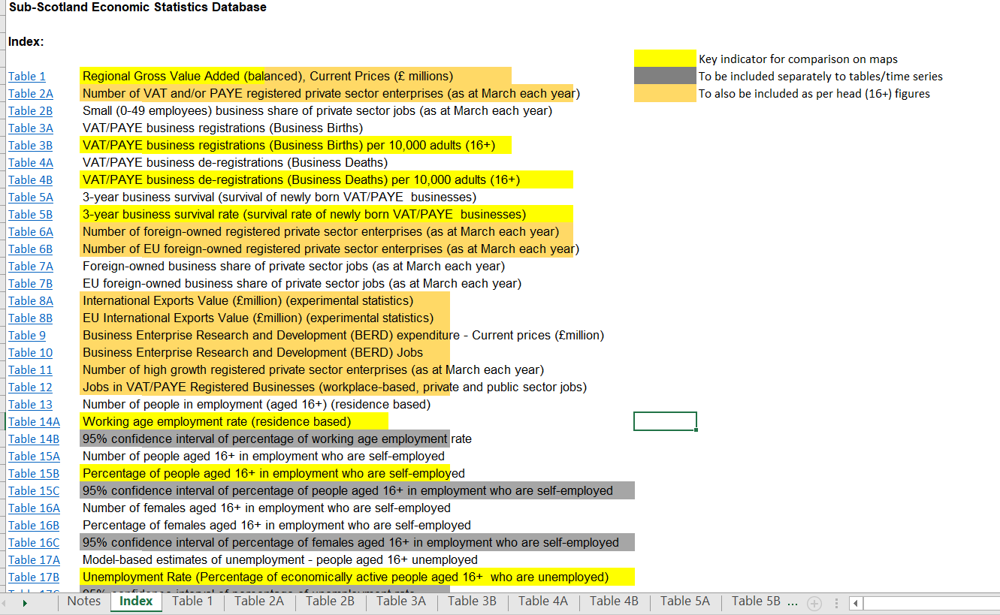 Sub-Scotland Economic Statistics Database
Index:
Key indicator for comparison on maps
Table 1 Regional Gross Value Added (balanced), Current Prices (£ millions) To be included separately to tables/time series
Table 2A Number of VAT and/or PAYE registered private sector enterprises (as at March each year) To also be included as per head (16+) figures
Table 2B Small (0-49 employees) business share of private sector jobs (as at March each year)
Table 3A VAT/PAYE business registrations (Business Births)
Table 3B VAT/PAYE business registrations (Business Births) per 10,000 adults (16+)
Table 4A VAT/PAYE business de-registrations (Business Deaths)
Table 4B VAT/PAYE business de-registrations (Business Deaths) per 10,000 adults (16+)
Table 5A 3-year business survival (survival of newly born VAT/PAYE  businesses)
Table 5B 3-year business survival rate (survival rate of newly born VAT/PAYE  businesses)
Table 6A Number of foreign-owned registered private sector enterprises (as at March each year)
Table 6B Number of EU foreign-owned registered private sector enterprises (as at March each year)
Table 7A Foreign-owned business share of private sector jobs (as at March each year)
Table 7B EU foreign-owned business share of private sector jobs (as at March each year)
Table 8A International Exports Value (£million) (experimental statistics)
Table 8B EU International Exports Value (£million) (experimental statistics)
Table 9 Business Enterprise Research and Development (BERD) expenditure - Current prices (£million)
Table 10 Business Enterprise Research and Development (BERD) Jobs
Table 11 Number of high growth registered private sector enterprises (as at March each year)
Table 12 Jobs in VAT/PAYE Registered Businesses (workplace-based, private and public sector jobs)
Table 13 Number of people in employment (aged 16+) (residence based)
Table 14A Working age employment rate (residence based)
Table 14B 95% confidence interval of percentage of working age employment rate
Table 15A Number of people aged 16+ in employment who are self-employed
Table 15B Percentage of people aged 16+ in employment who are self-employed
Table 15C 95% confidence interval of percentage of people aged 16+ in employment who are self-employed
Table 16A Number of females aged 16+ in employment who are self-employed
Table 16B Percentage of females aged 16+ in employment who are self-employed
Table 16C 95% confidence interval of percentage of females aged 16+ in employment who are self-employed
Table 17A Model-based estimates of unemployment - people aged 16+ unemployed
Table 17B Unemployment Rate (Percentage of economically active people aged 16+  who are unemployed)
Notes Index Table 1 Table 2A Table 2B Table 3A Table 3B Table 4A Table 4B Table 5A Table 5B ...